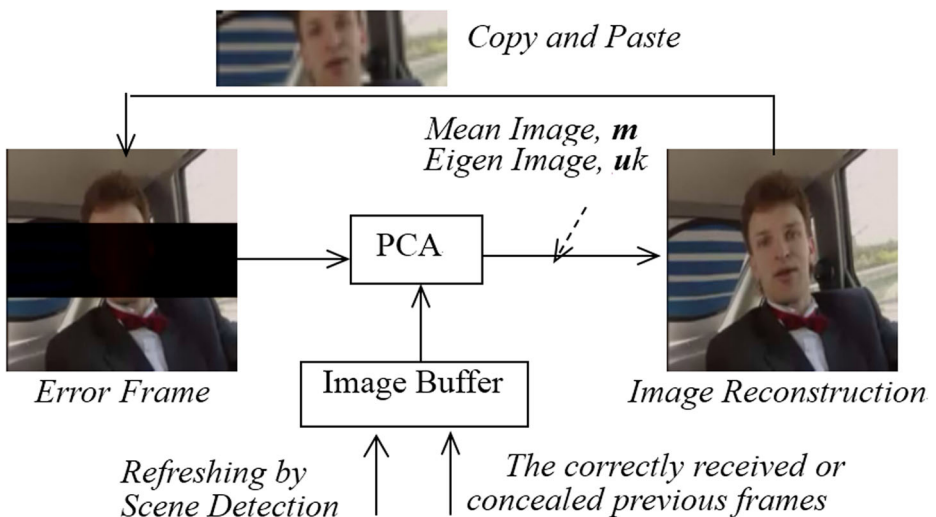 Copy and Paste
Mean Image, m
Eigen Image, uk
PCA
Error Frame
Image Buffer
Image Reconstruction
Refreshing by
Scene Detection
The correctly received or
concealed previous frames